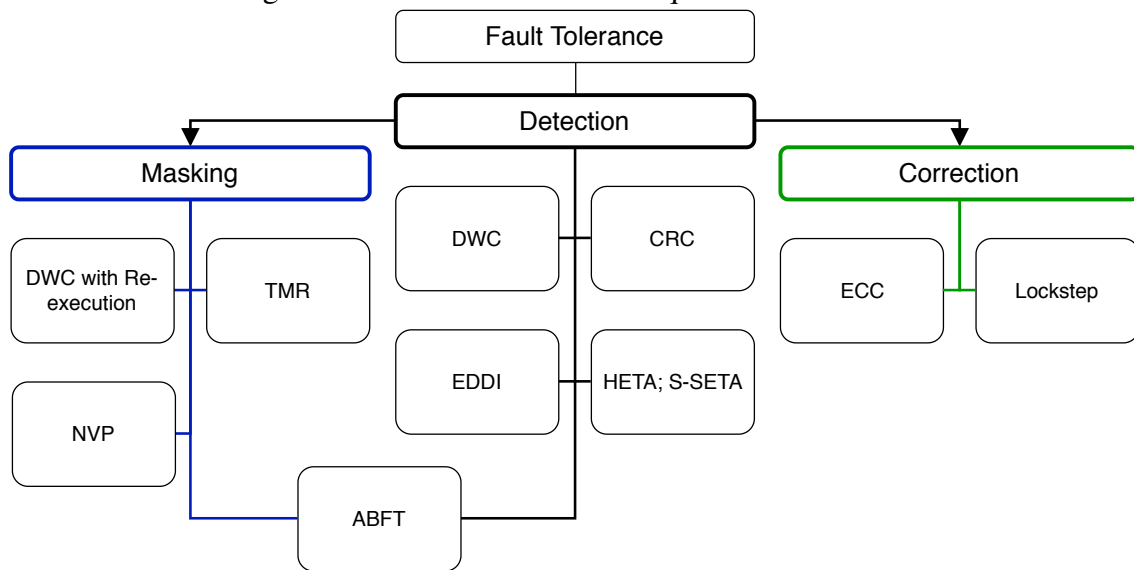 Fault Tolerance
Detection
Masking
Correction
DWC
CRC
DWC with Re-
execution
TMR
ECC
Lockstep
EDDI
HETA; S-SETA
NVP
ABFT